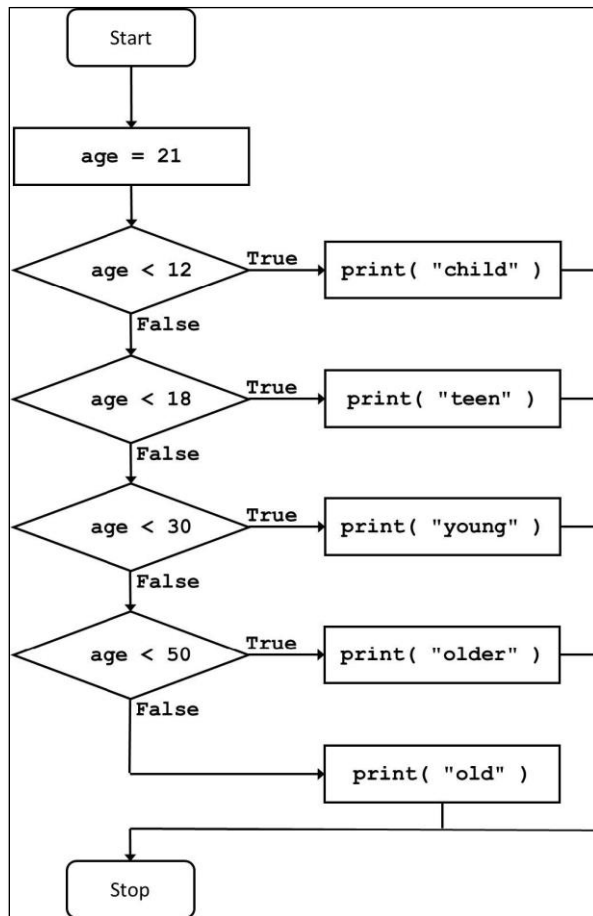 Start
age = 21
age < 12
True
print( "child" )
False
age < 18
True
print( "teen" )
False
age < 30
True
print( "young" )
False
age < 50
True
print( "older" )
False
print( "old" )
Stop